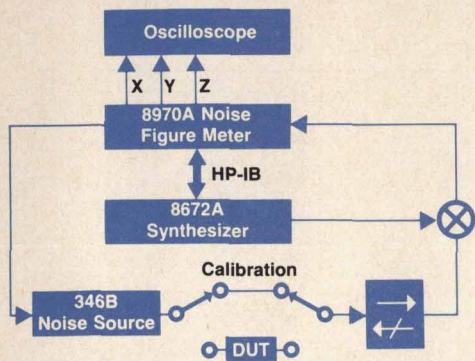 Oscilloscope
X Y Z
8970A Noise
Figure Meter
HP-IB
8672A
Synthesizer
Calibration
346B
Noise Source
DUT